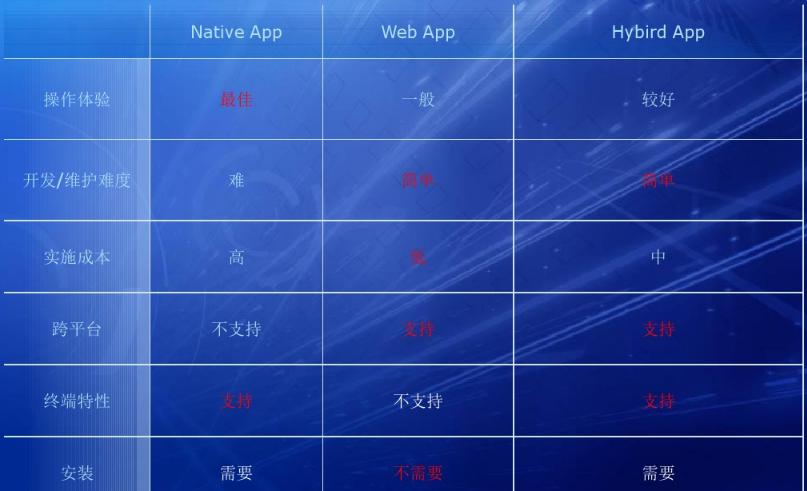 Native App Web App Hybird App
操作体验 最佳 一般 较好
开发/维护难度 难 简单 简单
实施成本 高 低 中
跨平台 不支持 支持 支持
终端特性 支持 不支持 支持
安装 需要 不需要 需要